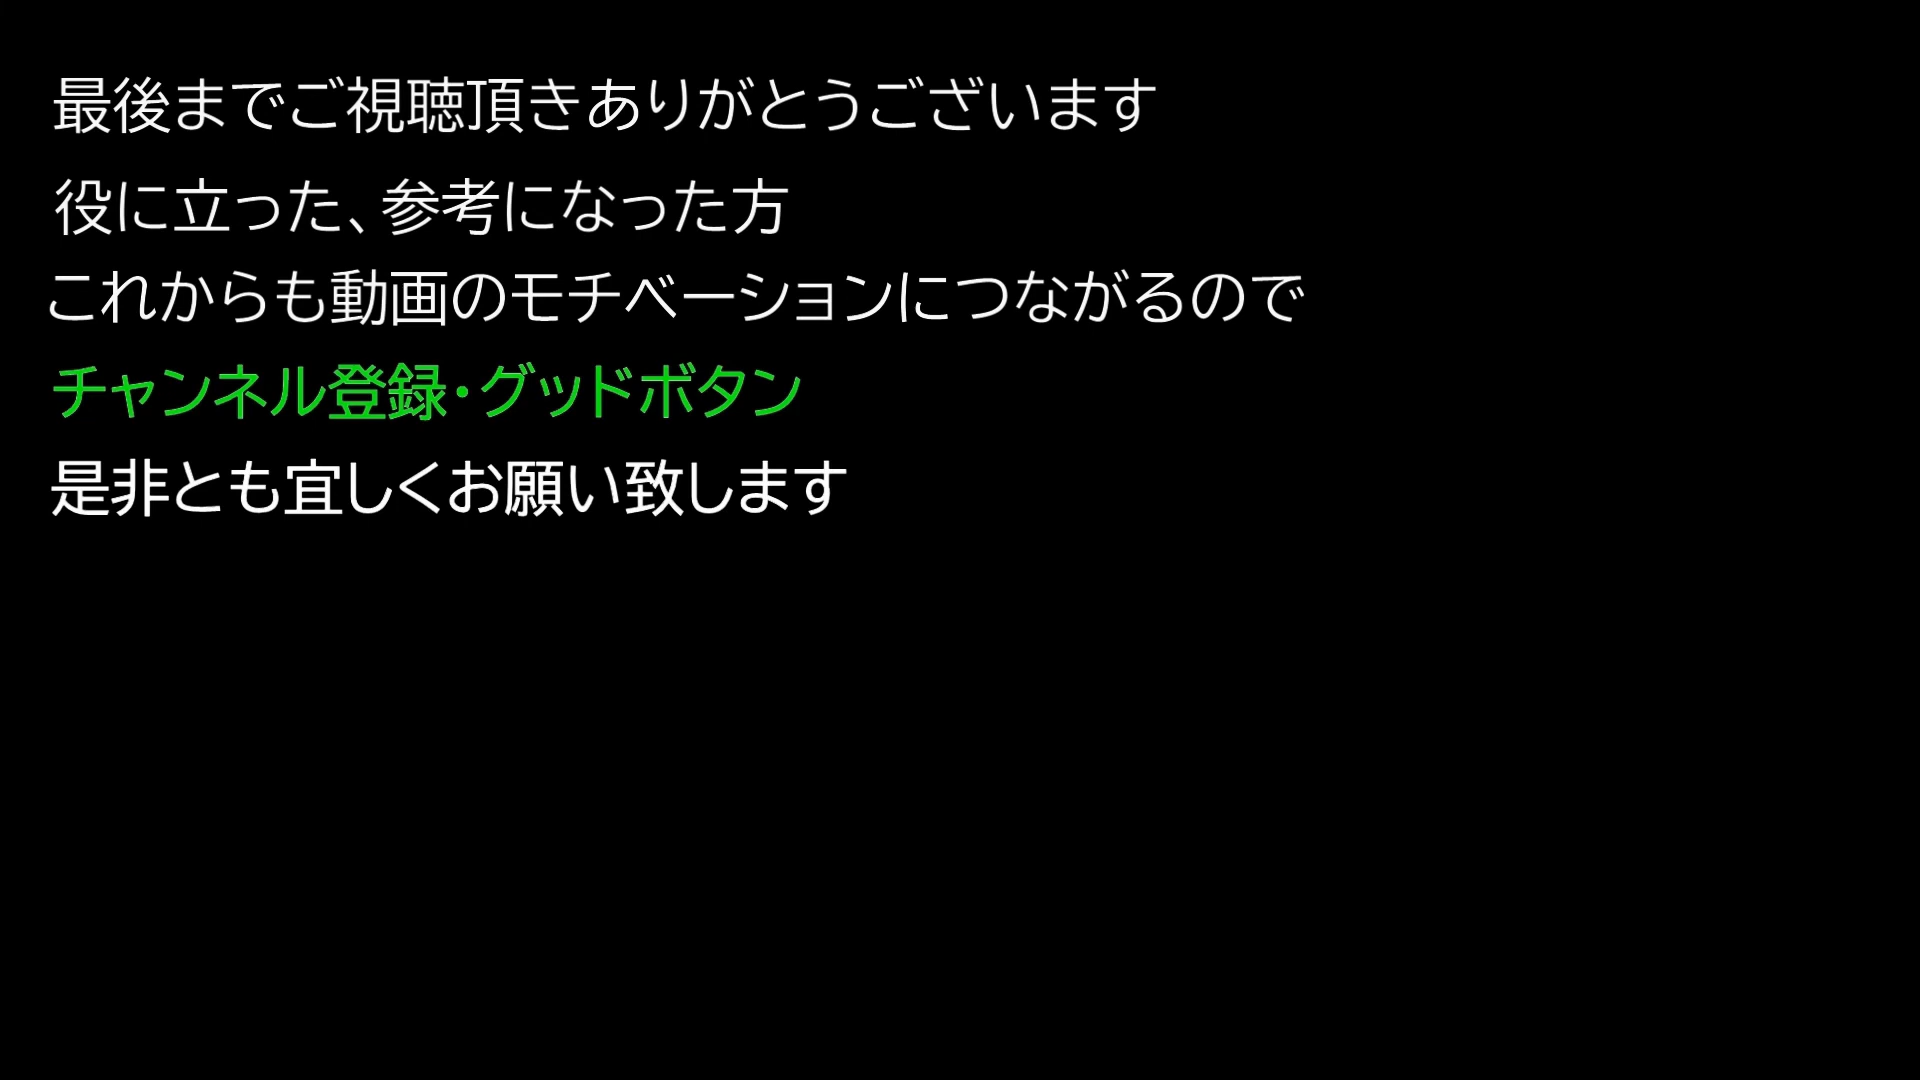 最後までご視聴頂きありがとうございます
役に立った、参考になった方
これからも動画のモチベーションにつながるので
チャンネル登録・グッドボタン
是非とも宜しくお願い致します